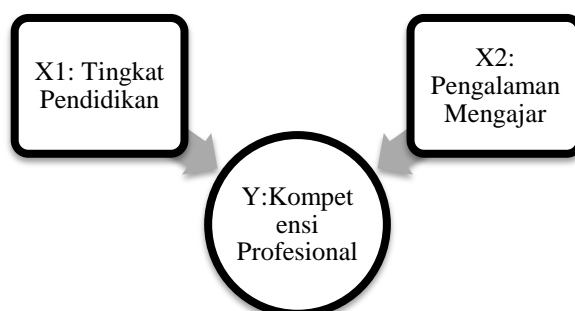 X1: Tingkat
Pendidikan
X2:
Pengalaman
Mengajar
Y:Kompet
ensi
Profesional